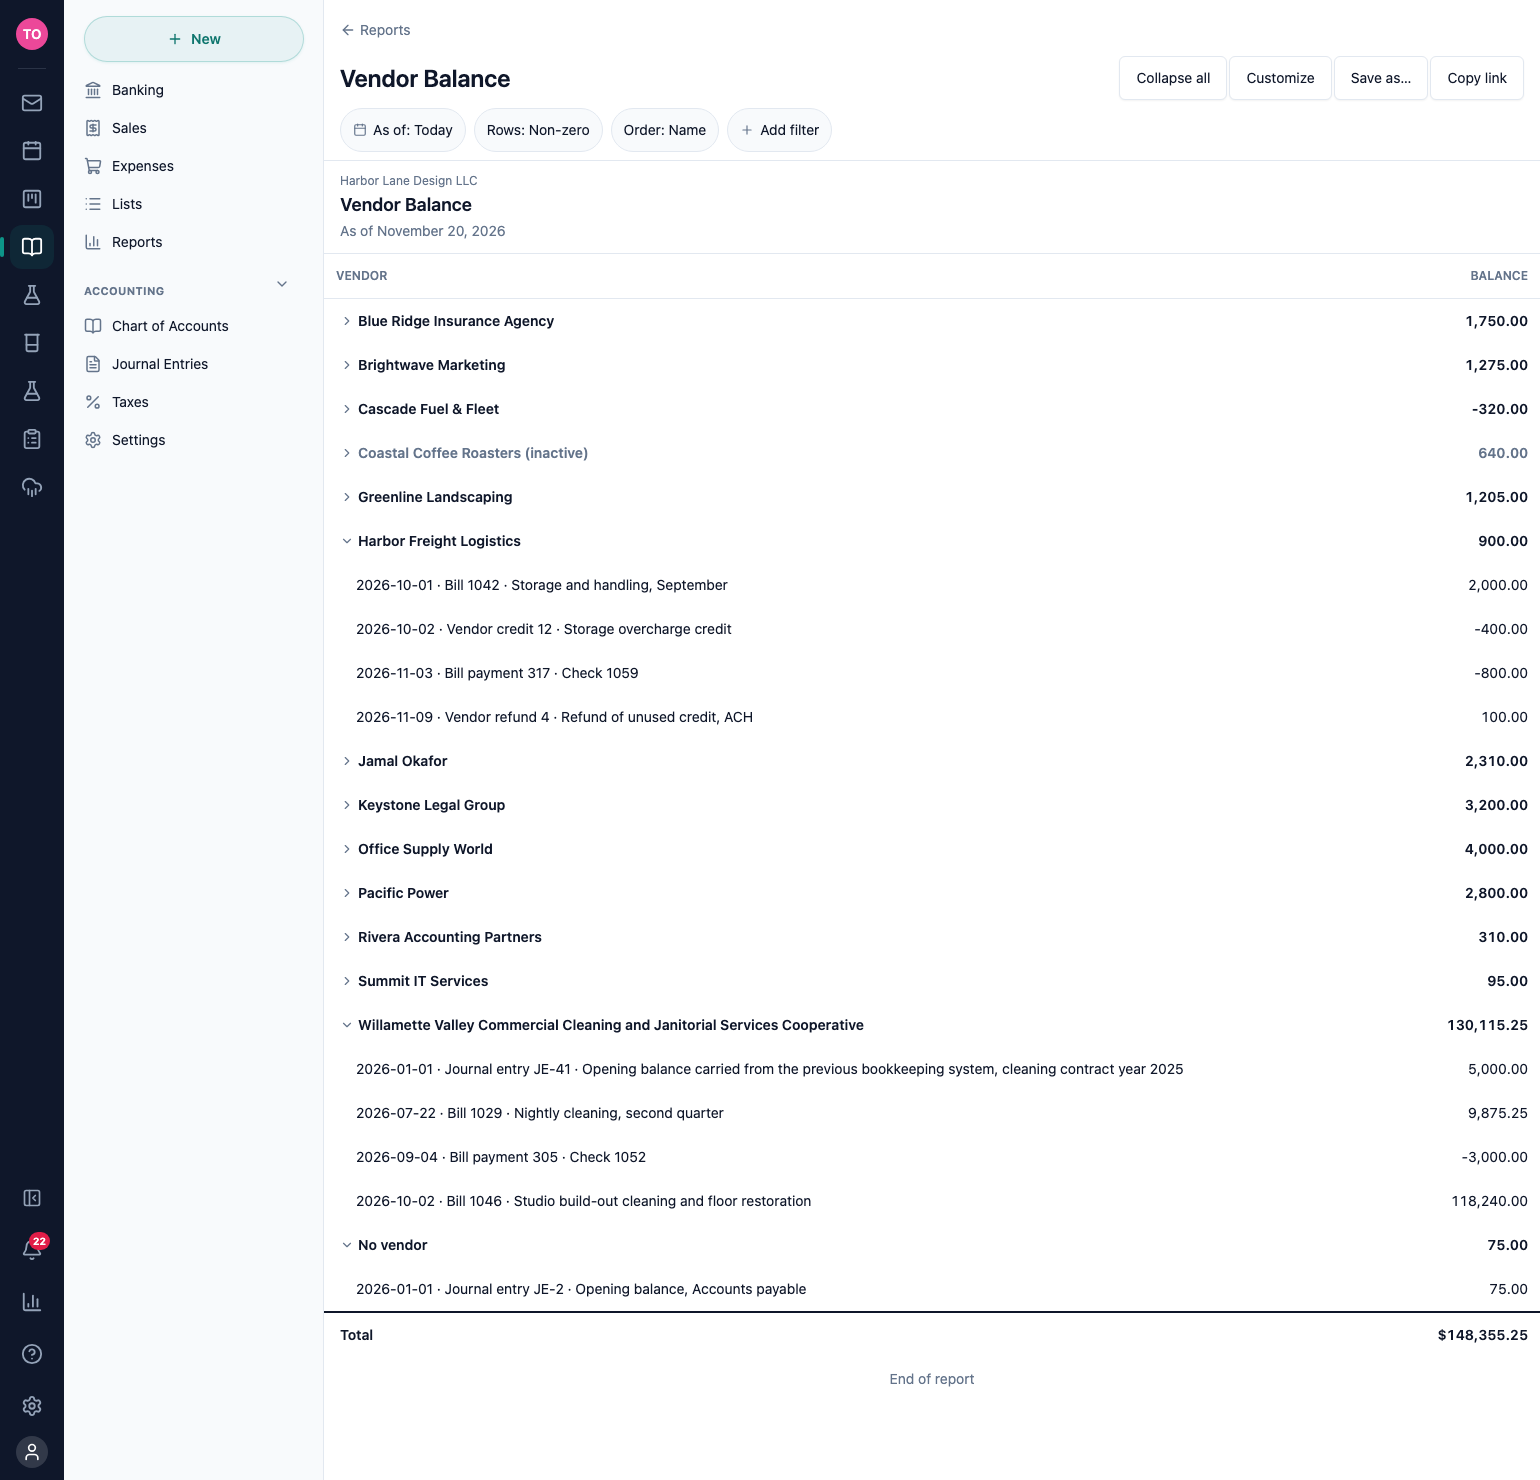 TO
New
Banking
Sales
Expenses
Lists
Reports
ACCOUNTING
Chart of Accounts
Journal Entries
Taxes
Settings
22
Reports
Vendor Balance
Collapse all
Customize
Save as...
Copy link
As of: Today
Rows: Non-zero
Order: Name
Add filter
Harbor Lane Design LLC
Vendor Balance
As of November 20, 2026
VENDOR BALANCE
Blue Ridge Insurance Agency 1,750.00
Brightwave Marketing 1,275.00
Cascade Fuel & Fleet -320.00
Coastal Coffee Roasters (inactive) 640.00
Greenline Landscaping 1,205.00
Harbor Freight Logistics 900.00
2026-10-01 · Bill 1042 · Storage and handling, September 2,000.00
2026-10-02 · Vendor credit 12 · Storage overcharge credit -400.00
2026-11-03 · Bill payment 317 · Check 1059 -800.00
2026-11-09 · Vendor refund 4 · Refund of unused credit, ACH 100.00
Jamal Okafor 2,310.00
Keystone Legal Group 3,200.00
Office Supply World 4,000.00
Pacific Power 2,800.00
Rivera Accounting Partners 310.00
Summit IT Services 95.00
Willamette Valley Commercial Cleaning and Janitorial Services Cooperative 130,115.25
2026-01-01 · Journal entry JE-41 · Opening balance carried from the previous bookkeeping system, cleaning contract year 2025 5,000.00
2026-07-22 · Bill 1029 · Nightly cleaning, second quarter 9,875.25
2026-09-04 · Bill payment 305 · Check 1052 -3,000.00
2026-10-02 · Bill 1046 · Studio build-out cleaning and floor restoration 118,240.00
No vendor 75.00
2026-01-01 · Journal entry JE-2 · Opening balance, Accounts payable 75.00
Total $148,355.25
End of report